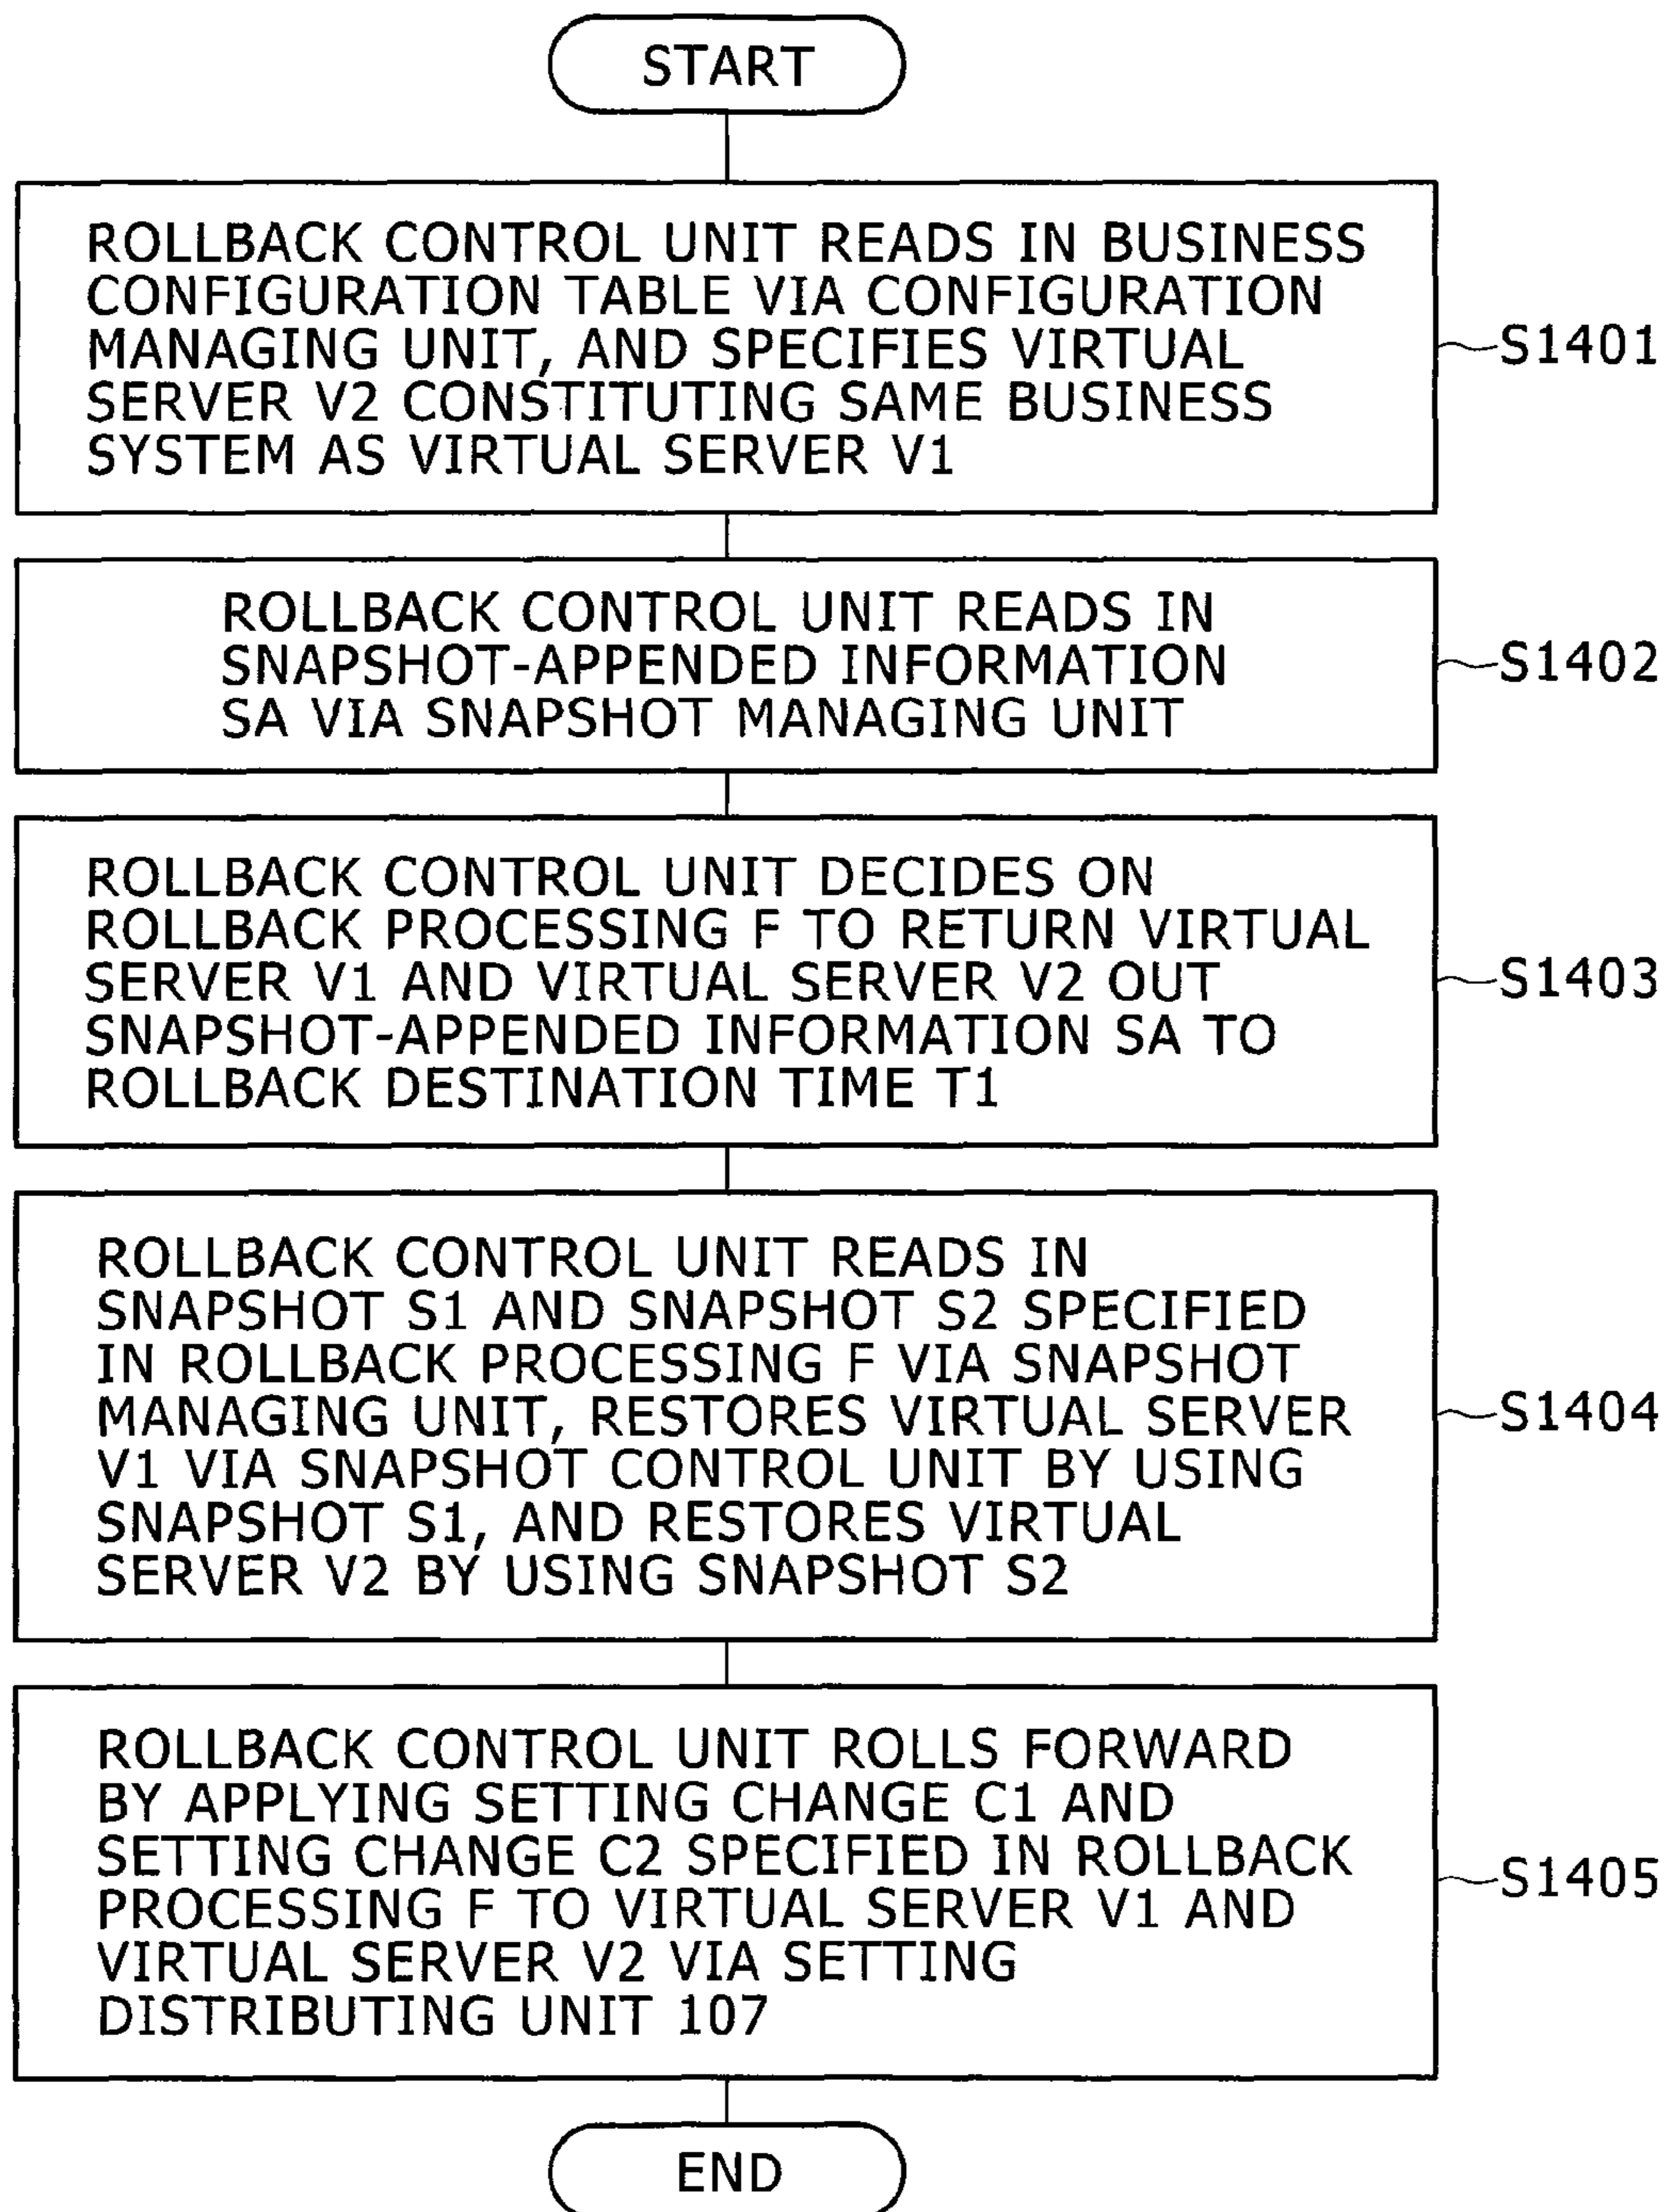 START
ROLLBACK CONTROL UNIT READS IN BUSINESS
CONFIGURATION TABLE VIA CONFIGURATION
MANAGING UNIT, AND SPECIFIES VIRTUAL
SERVER V2 CONSTITUTING SAME BUSINESS
SYSTEM AS VIRTUAL SERVER V1
S1401
ROLLBACK CONTROL UNIT READS IN
SNAPSHOT-APPENDED INFORMATION
SA VIA SNAPSHOT MANAGING UNIT
S1402
ROLLBACK CONTROL UNIT DECIDES ON
ROLLBACK PROCESSING F TO RETURN VIRTUAL
SERVER V1 AND VIRTUAL SERVER V2 OUT
SNAPSHOT-APPENDED INFORMATION SA TO
ROLLBACK DESTINATION TIME T1
S1403
ROLLBACK CONTROL UNIT READS IN
SNAPSHOT S1 AND SNAPSHOT S2 SPECIFIED
IN ROLLBACK PROCESSING F VIA SNAPSHOT
MANAGING UNIT, RESTORES VIRTUAL SERVER
V1 VIA SNAPSHOT CONTROL UNIT BY USING
SNAPSHOT S1, AND RESTORES VIRTUAL
SERVER V2 BY USING SNAPSHOT S2
S1404
ROLLBACK CONTROL UNIT ROLLS FORWARD
BY APPLYING SETTING CHANGE C1 AND
SETTING CHANGE C2 SPECIFIED IN ROLLBACK
PROCESSING F TO VIRTUAL SERVER V1 AND
VIRTUAL SERVER V2 VIA SETTING
DISTRIBUTING UNIT 107
S1405
END